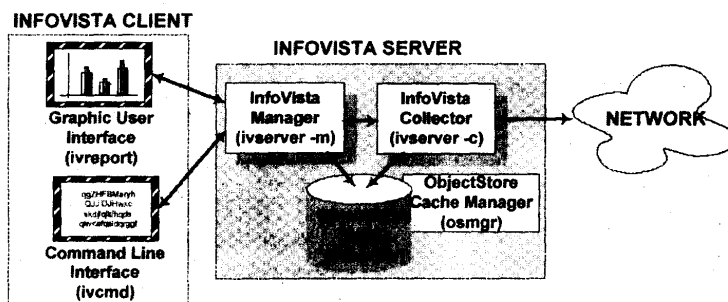 INFOVISTA CLIENT
Graphic User
Interface
(ivreport)
Command Line
Interface
(ivcmd)
INFOVISTA SERVER
InfoVista
Manager
(ivserver -m)
InfoVista
Collector
(ivserver -c)
ObjectStore
Cache Manager
(osmgr)
NETWORK